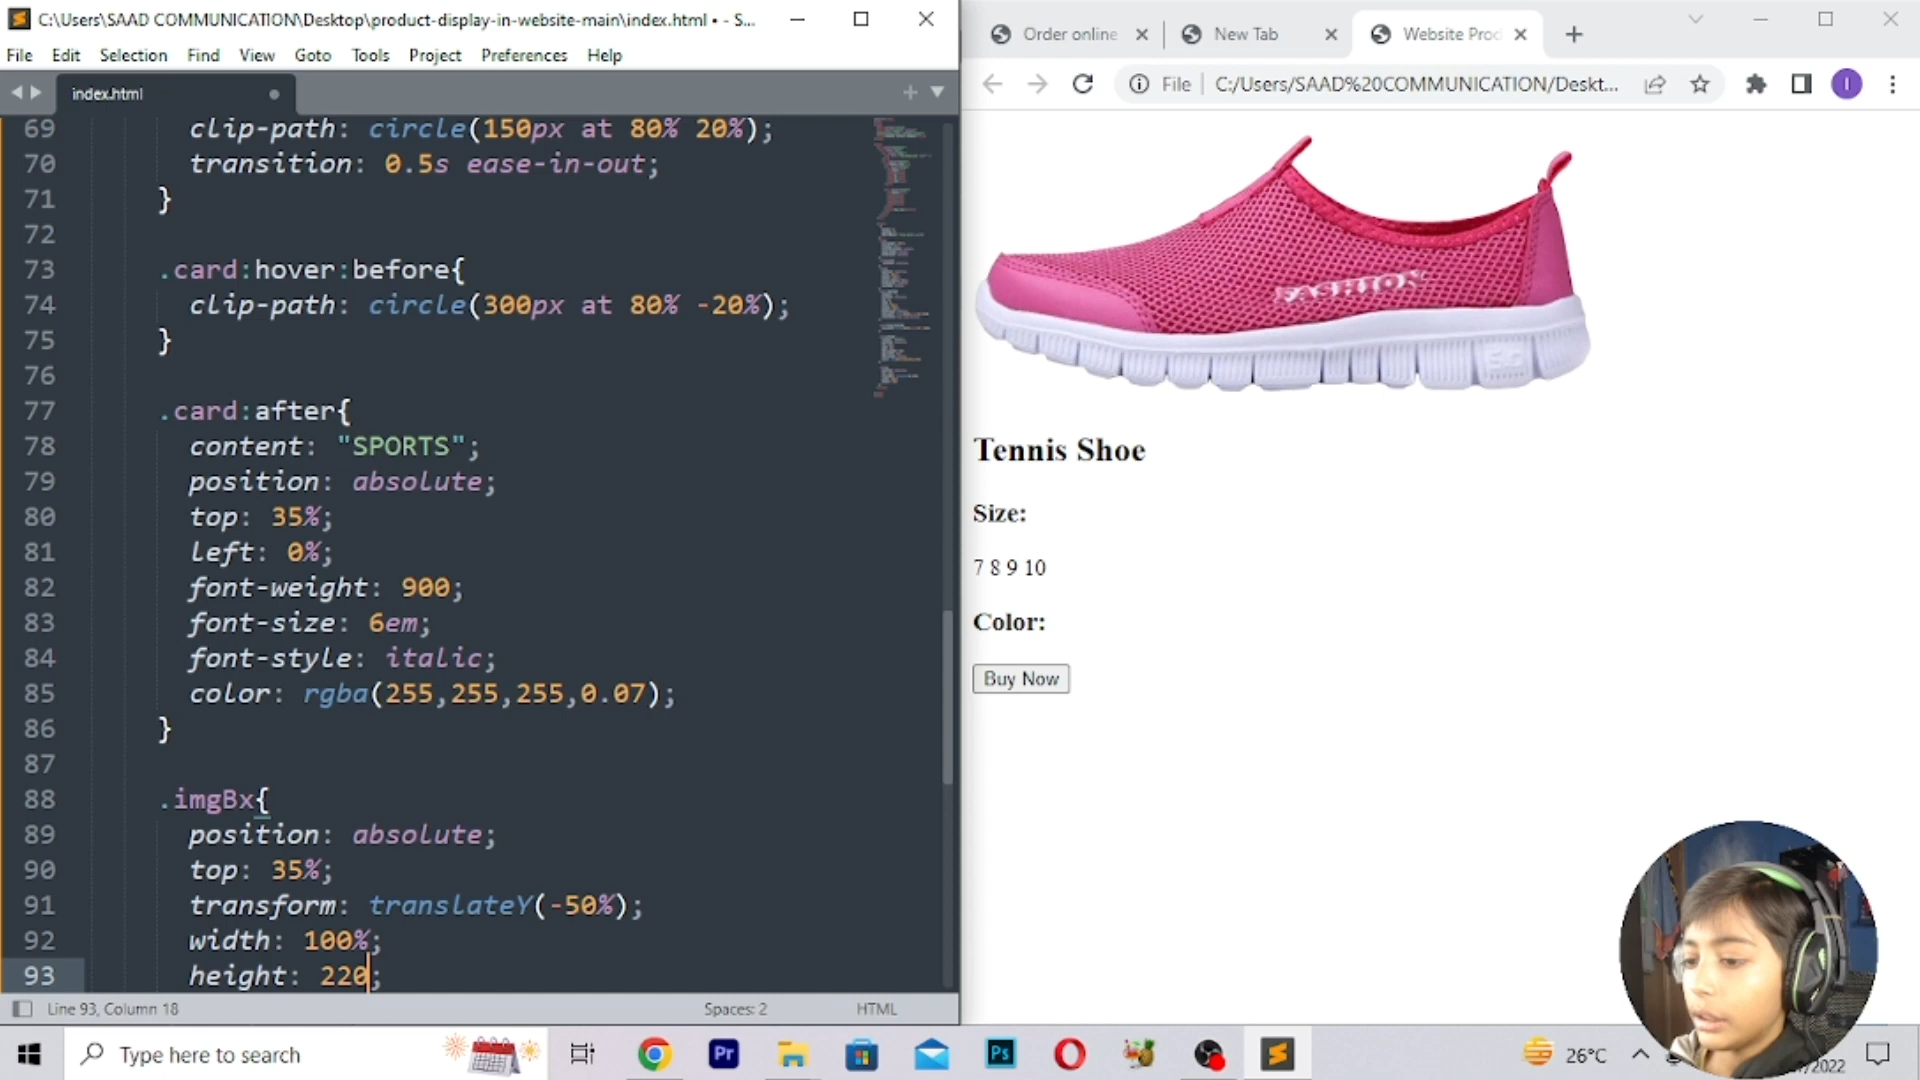 C:\Users\SAAD COMMUNICATION\Desktop\product-display-in-website-main\index.html • - S...
File Edit Selection Find View Goto Tools Project Preferences Help
index.html
69 clip-path: circle(150px at 80% 20%);
70 transition: 0.5s ease-in-out;
71 }
72
73 .card:hover:before{
74 clip-path: circle(300px at 80% -20%);
75 }
76
77 .card:after{
78 content: "SPORTS";
79 position: absolute;
80 top: 35%;
81 left: 0%;
82 font-weight: 900;
83 font-size: 6em;
84 font-style: italic;
85 color: rgba(255,255,255,0.07);
86 }
87
88 .imgBx{
89 position: absolute;
90 top: 35%;
91 transform: translateY(-50%);
92 width: 100%;
93 height: 220;
Line 93, Column 18 Spaces: 2 HTML
Order online New Tab Website Proc
File C:/Users/SAAD%20COMMUNICATION/Deskt...
I
FASHION
Tennis Shoe
Size:
7 8 9 10
Color:
Buy Now
Type here to search
Pr
Ps
26°C
/2022